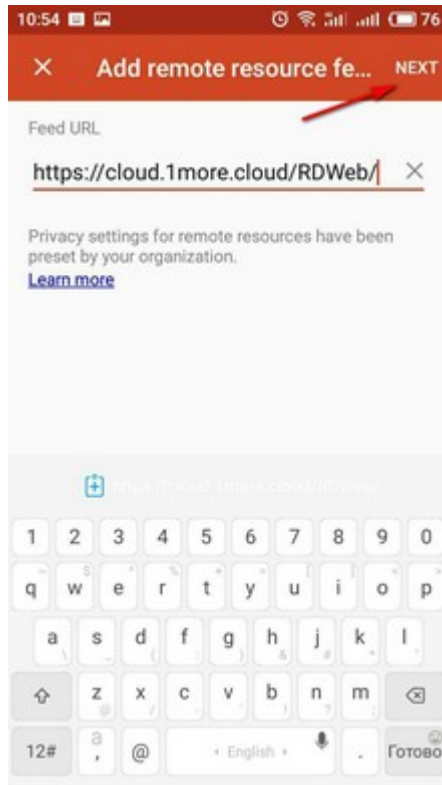 10:54 76
Add remote resource fe... NEXT
Feed URL
https://cloud.1more.cloud/RDWeb/
Privacy settings for remote resources have been
preset by your organization.
Learn more
https://cloud.1more.cloud/RDWeb/
1 2 3 4 5 6 7 8 9 0
q w e r t y u i o p
a s d f g h j k l
z x c v b n m
12# , @ English . Готово